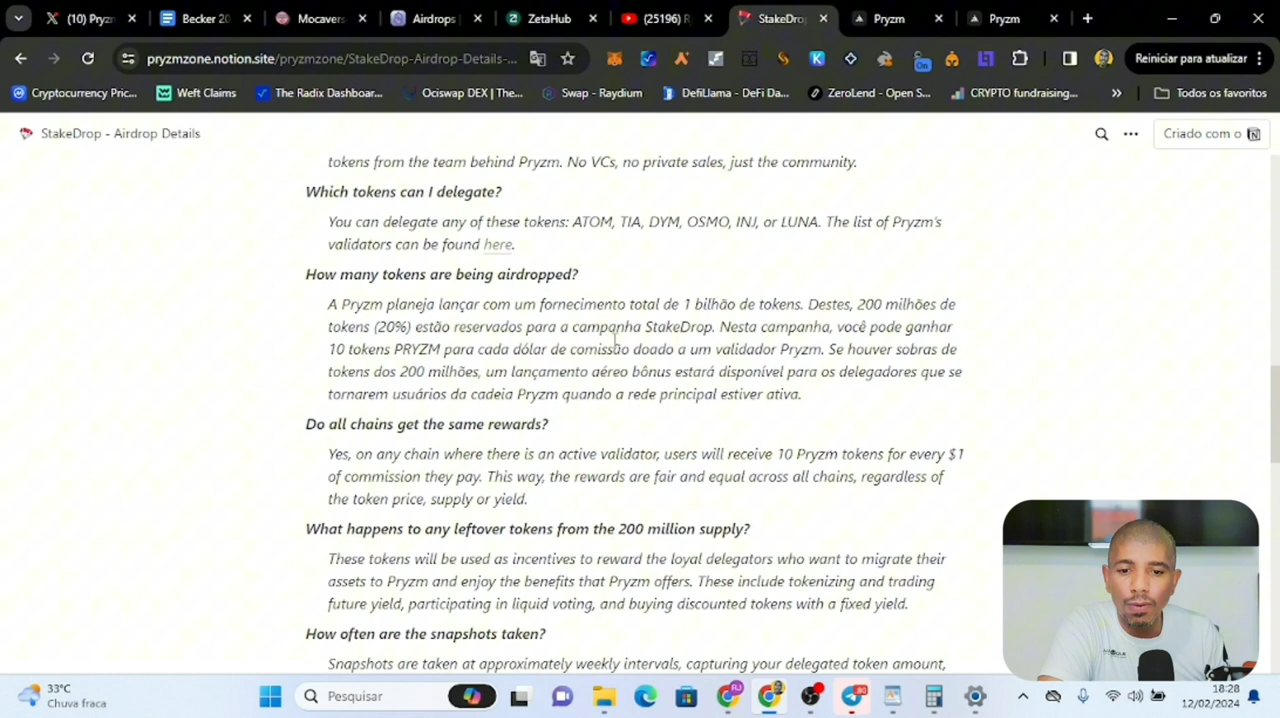 (10) Pryzn
Becker 20
Mocavers
Airdrops
ZetaHub
(25196) R
StakeDrop
Pryzm
Pryzm
pryzmzone.notion.site/pryzmzone/StakeDrop-Airdrop-Details-...
On
Reiniciar para atualizar
Cryptocurrency Pric...
Weft Claims
The Radix Dashboar...
Ociswap DEX | The...
Swap - Raydium
DefiLlama - DeFi Da...
ZeroLend - Open S...
CRYPTO fundraising...
Todos os favoritos
StakeDrop - Airdrop Details
Criado com o
tokens from the team behind Pryzm. No VCs, no private sales, just the community.
Which tokens can I delegate?
You can delegate any of these tokens: ATOM, TIA, DYM, OSMO, INJ, or LUNA. The list of Pryzm's
validators can be found here.
How many tokens are being airdropped?
A Pryzm planeja lançar com um fornecimento total de 1 bilhão de tokens. Destes, 200 milhões de
tokens (20%) estão reservados para a campanha StakeDrop. Nesta campanha, você pode ganhar
10 tokens PRYZM para cada dólar de comissão doado a um validador Pryzm. Se houver sobras de
tokens dos 200 milhões, um lançamento aéreo bônus estará disponível para os delegadores que se
tornarem usuários da cadeia Pryzm quando a rede principal estiver ativa.
Do all chains get the same rewards?
Yes, on any chain where there is an active validator, users will receive 10 Pryzm tokens for every $1
of commission they pay. This way, the rewards are fair and equal across all chains, regardless of
the token price, supply or yield.
What happens to any leftover tokens from the 200 million supply?
These tokens will be used as incentives to reward the loyal delegators who want to migrate their
assets to Pryzm and enjoy the benefits that Pryzm offers. These include tokenizing and trading
future yield, participating in liquid voting, and buying discounted tokens with a fixed yield.
How often are the snapshots taken?
Snapshots are taken at approximately weekly intervals, capturing your delegated token amount,
33°C
Chuva fraca
Pesquisar
80
18:28
12/02/2024